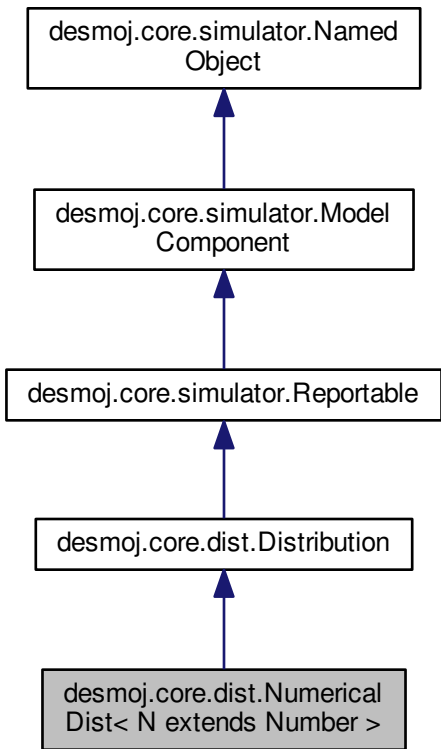 desmoj.core.simulator.Named
Object
desmoj.core.simulator.Model
Component
desmoj.core.simulator.Reportable
desmoj.core.dist.Distribution
desmoj.core.dist.Numerical
Dist< N extends Number >